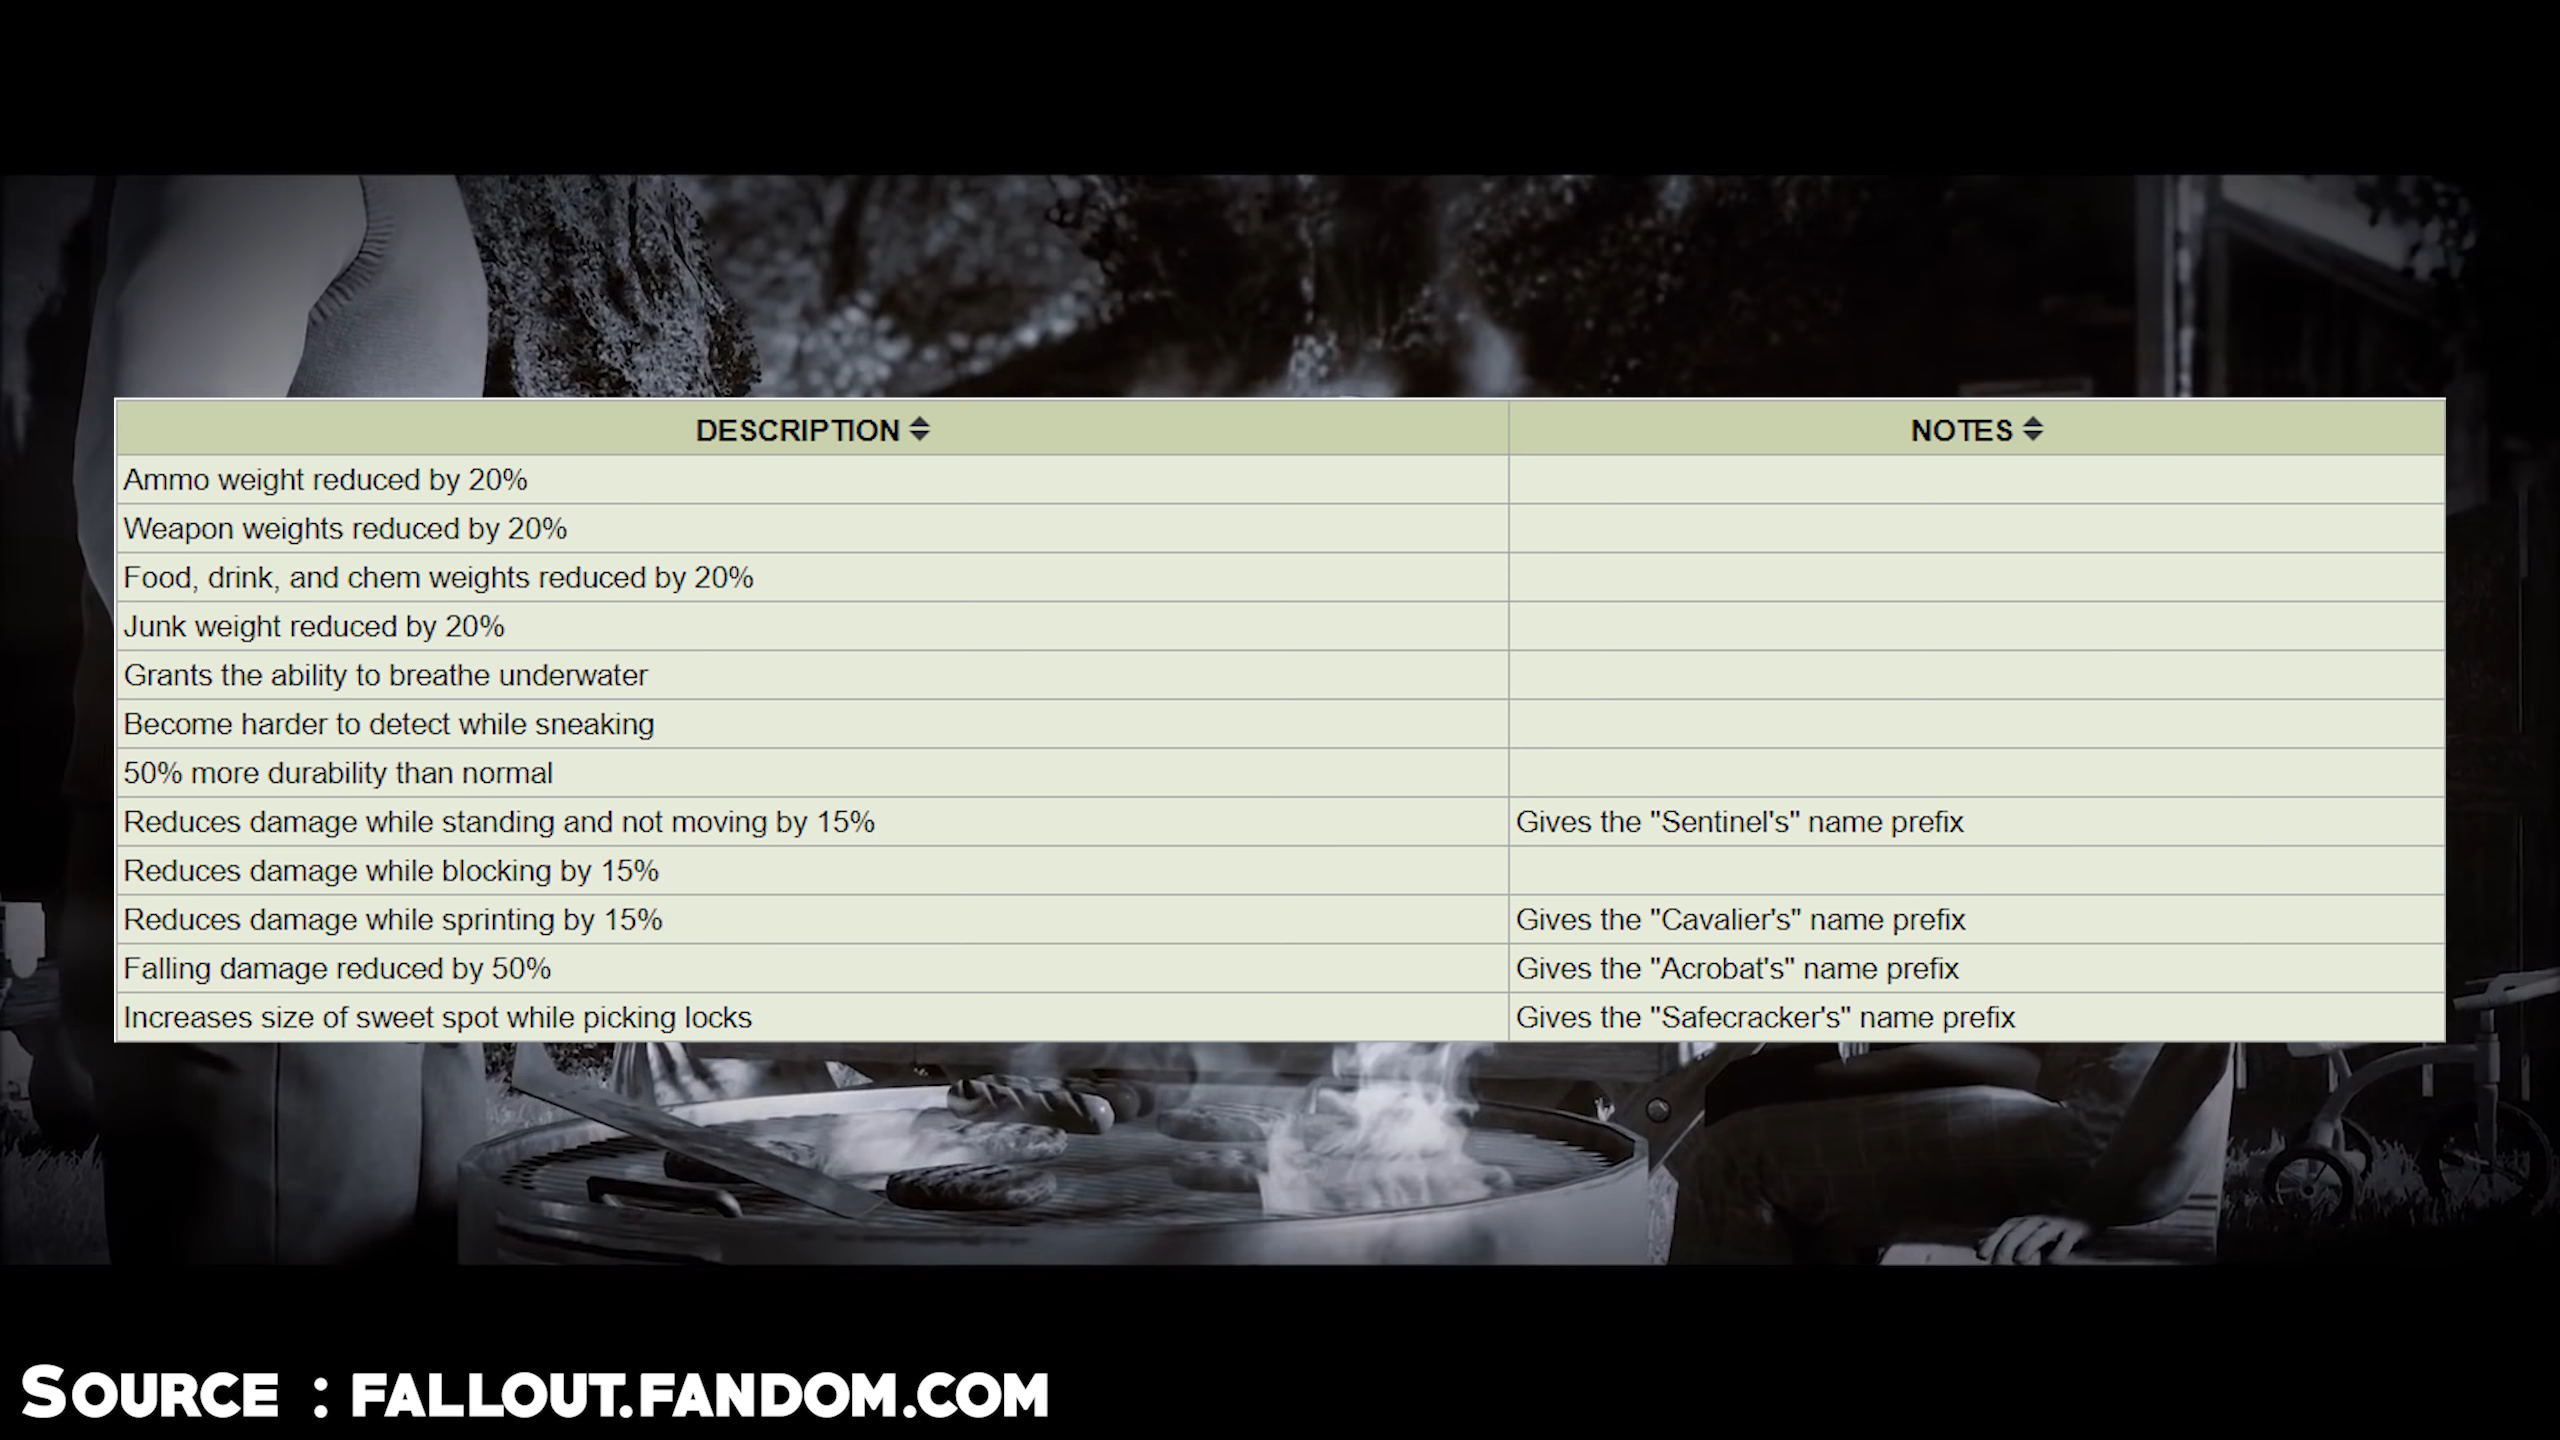 DESCRIPTION NOTES
Ammo weight reduced by 20%
Weapon weights reduced by 20%
Food, drink, and chem weights reduced by 20%
Junk weight reduced by 20%
Grants the ability to breathe underwater
Become harder to detect while sneaking
50% more durability than normal
Reduces damage while standing and not moving by 15% Gives the "Sentinel's" name prefix
Reduces damage while blocking by 15%
Reduces damage while sprinting by 15% Gives the "Cavalier's" name prefix
Falling damage reduced by 50% Gives the "Acrobat's" name prefix
Increases size of sweet spot while picking locks Gives the "Safecracker's" name prefix
SOURCE : FALLOUT.FANDOM.COM